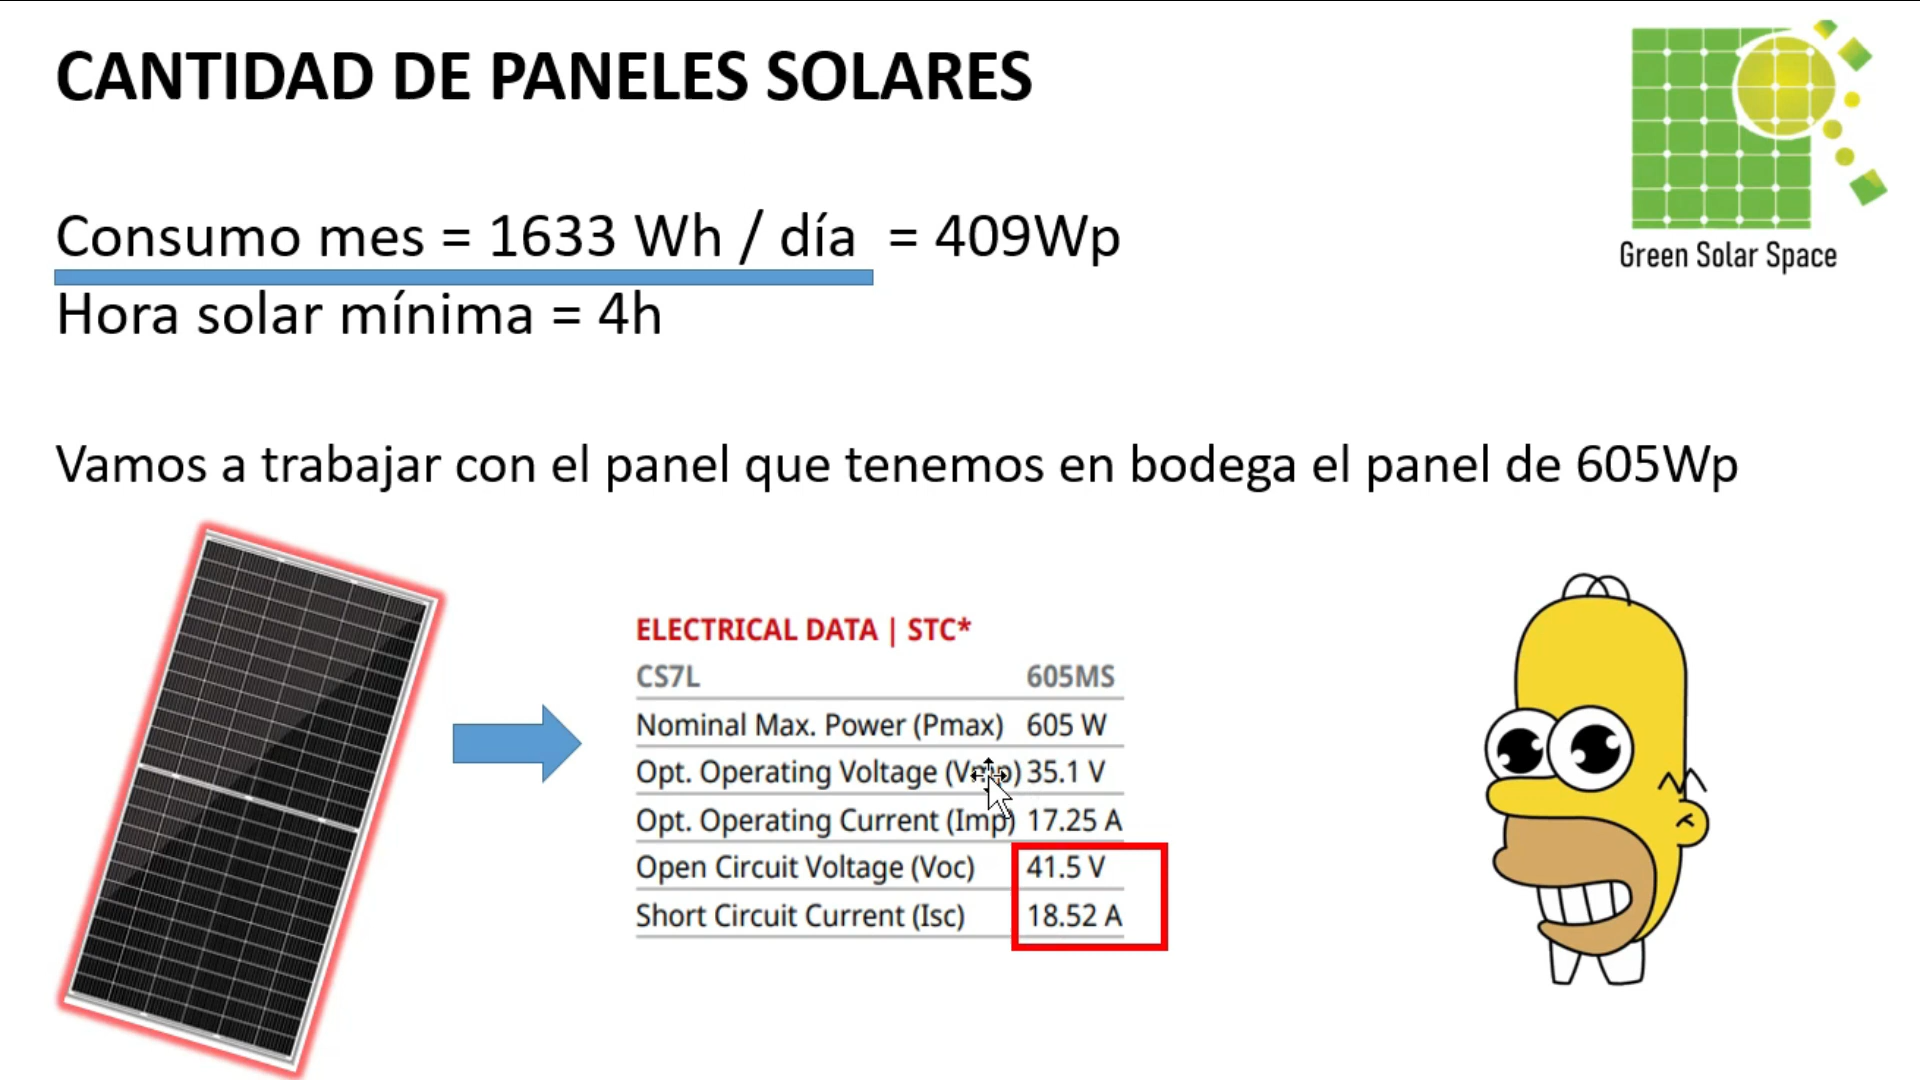 CANTIDAD DE PANELES SOLARES
Consumo mes = 1633 Wh / día = 409Wp
Hora solar mínima = 4h
Green Solar Space
Vamos a trabajar con el panel que tenemos en bodega el panel de 605Wp
ELECTRICAL DATA | STC*
CS7L 605MS
Nominal Max. Power (Pmax) 605 W
Opt. Operating Voltage (Vmp) 35.1 V
Opt. Operating Current (Imp) 17.25 A
Open Circuit Voltage (Voc) 41.5 V
Short Circuit Current (Isc) 18.52 A